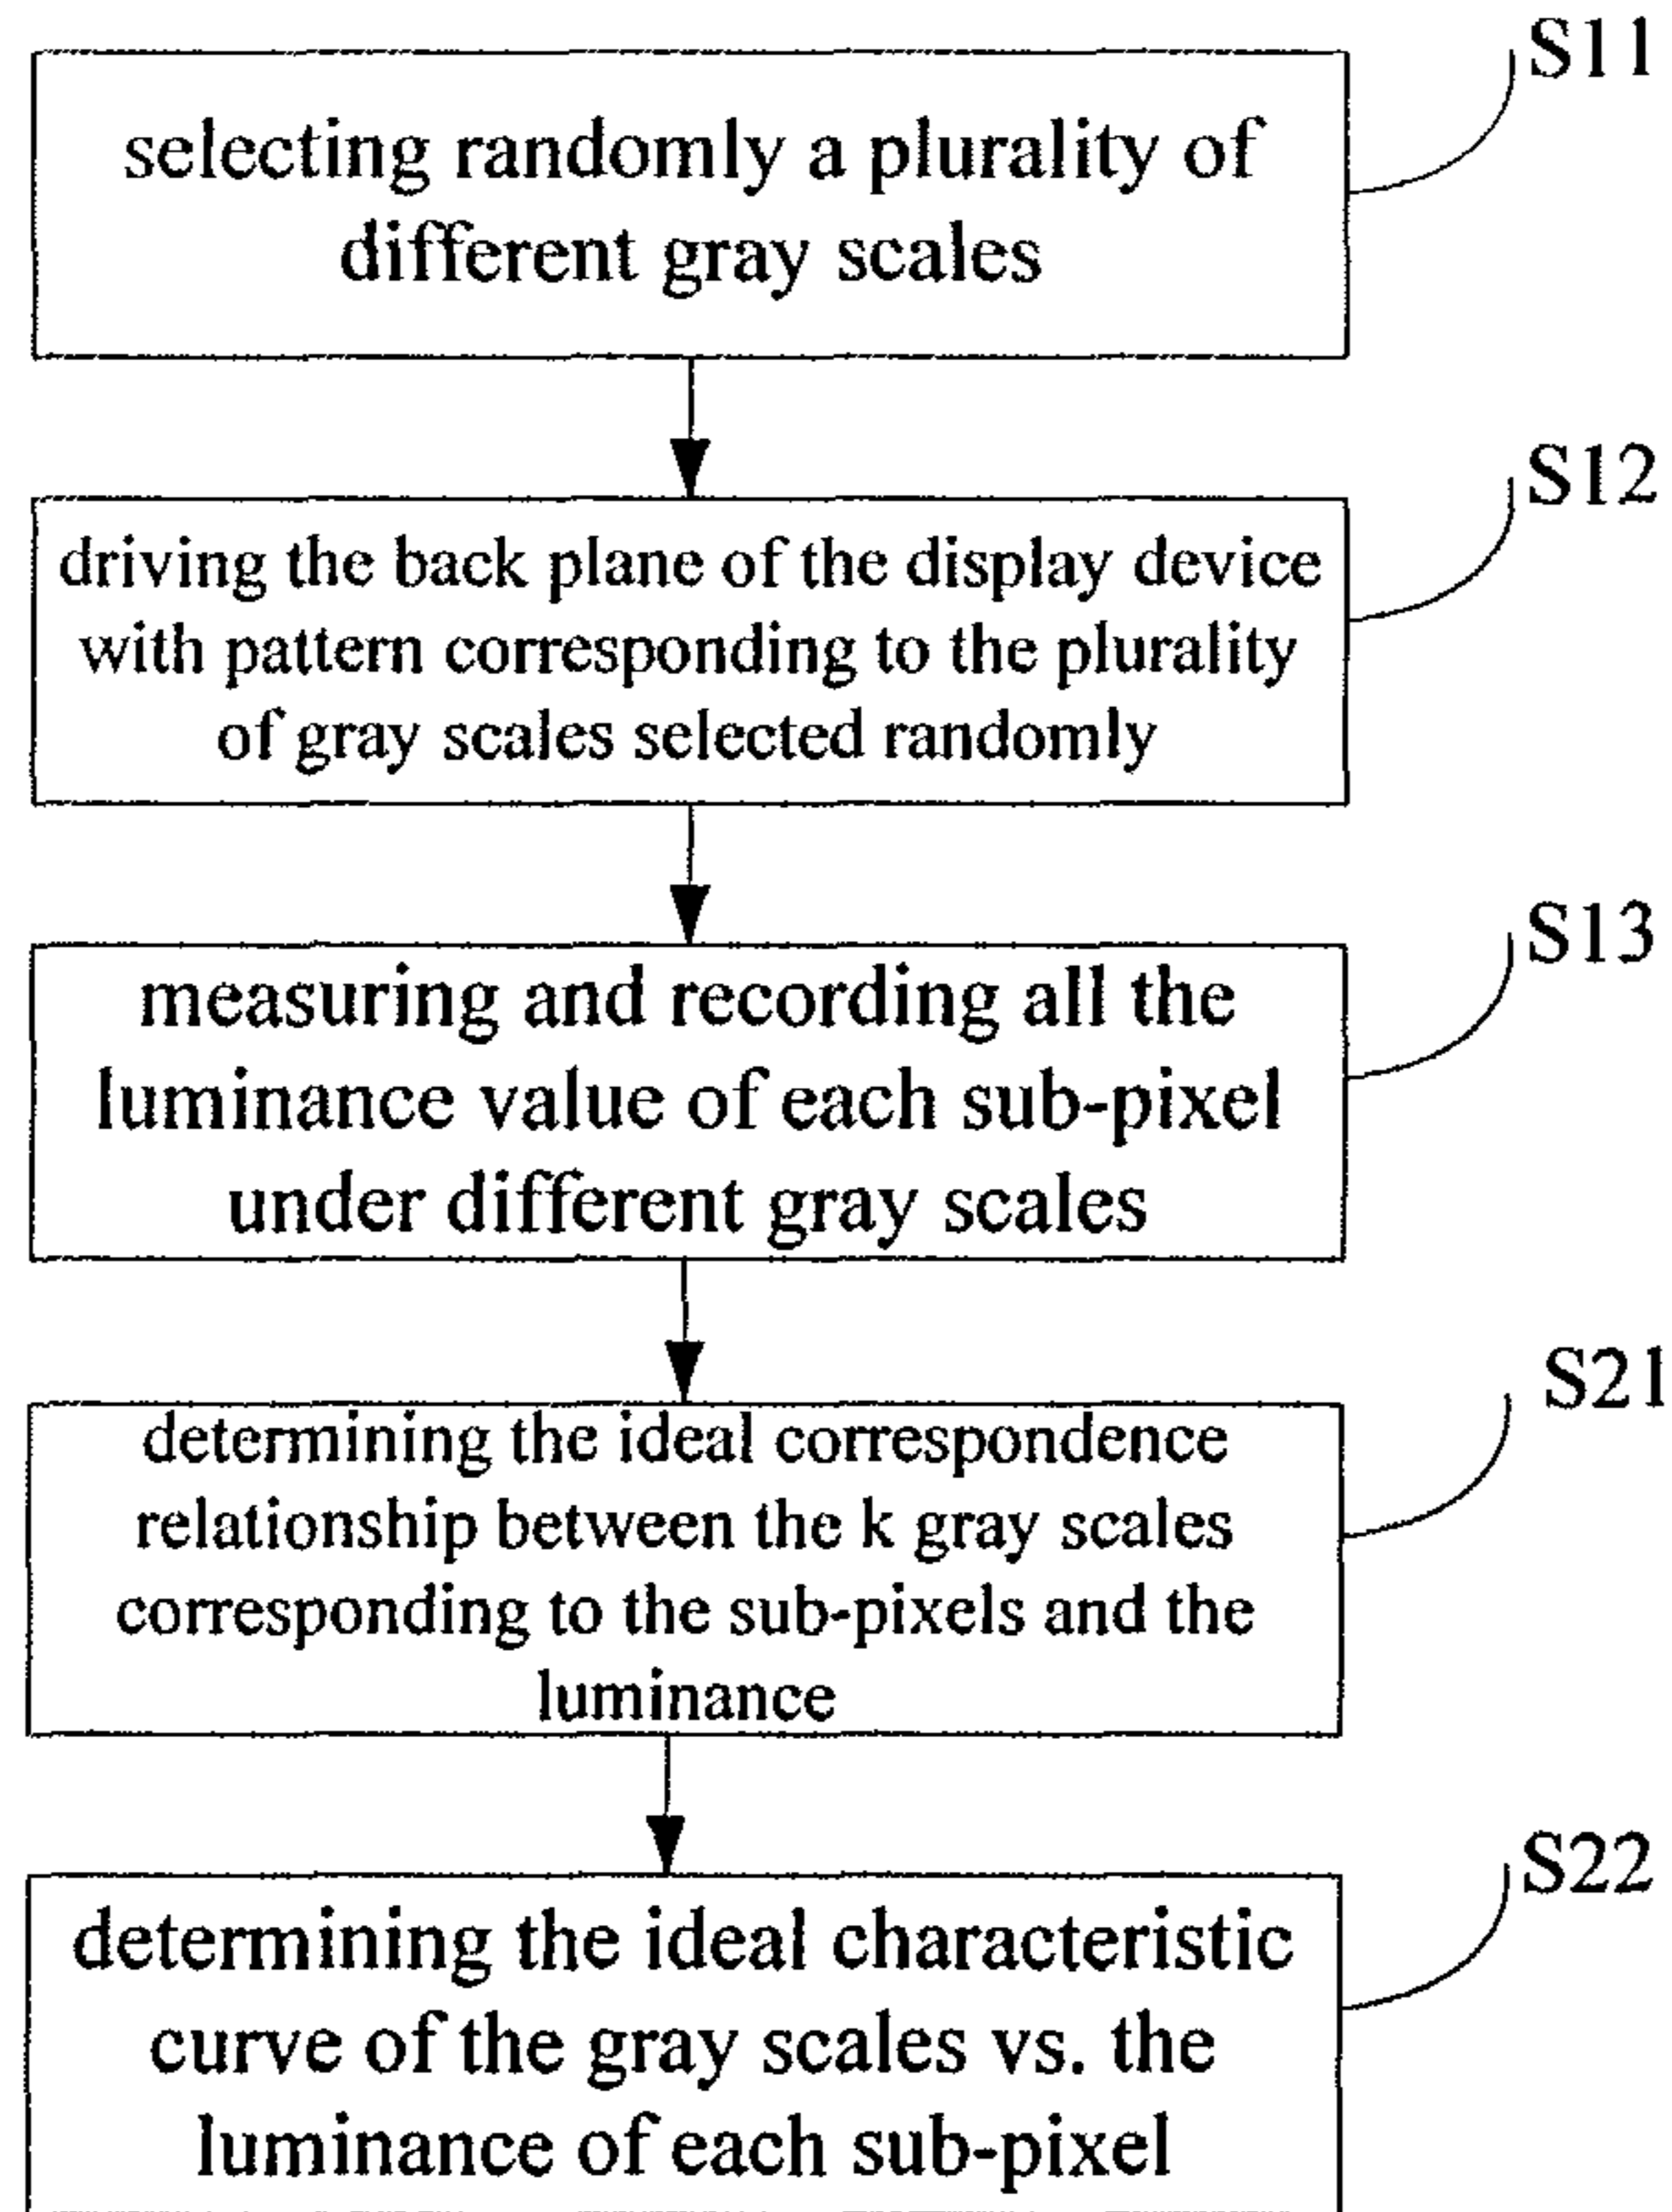 S11
selecting randomly a plurality of
different gray scales
S12
driving the back plane of the display device
with pattern corresponding to the plurality
of gray scales selected randomly
S13
measuring and recording all the
luminance value of each sub-pixel
under different gray scales
S21
determining the ideal correspondence
relationship between the k gray scales
corresponding to the sub-pixels and the
luminance
S22
determining the ideal characteristic
curve of the gray scales vs. the
luminance of each sub-pixel